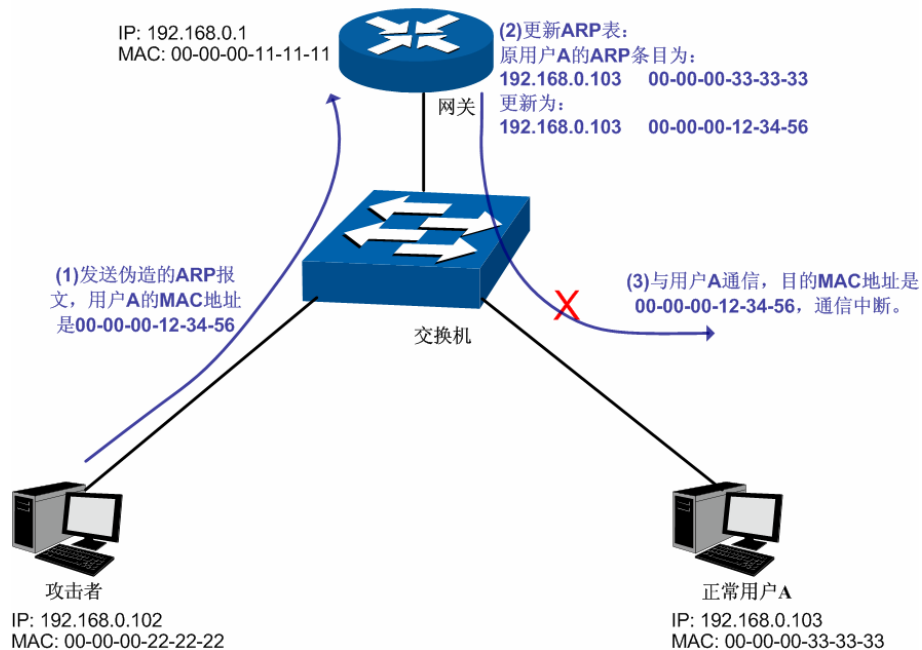 IP: 192.168.0.1
MAC: 00-00-00-11-11-11
(2)更新ARP表：
原用户A的ARP条目为：
192.168.0.103 00-00-00-33-33-33
更新为：
192.168.0.103 00-00-00-12-34-56
网关
(1)发送伪造的ARP报
文，用户A的MAC地址
是00-00-00-12-34-56
(3)与用户A通信，目的MAC地址是
00-00-00-12-34-56，通信中断。
X
交换机
攻击者
IP: 192.168.0.102
MAC: 00-00-00-22-22-22
正常用户A
IP: 192.168.0.103
MAC: 00-00-00-33-33-33